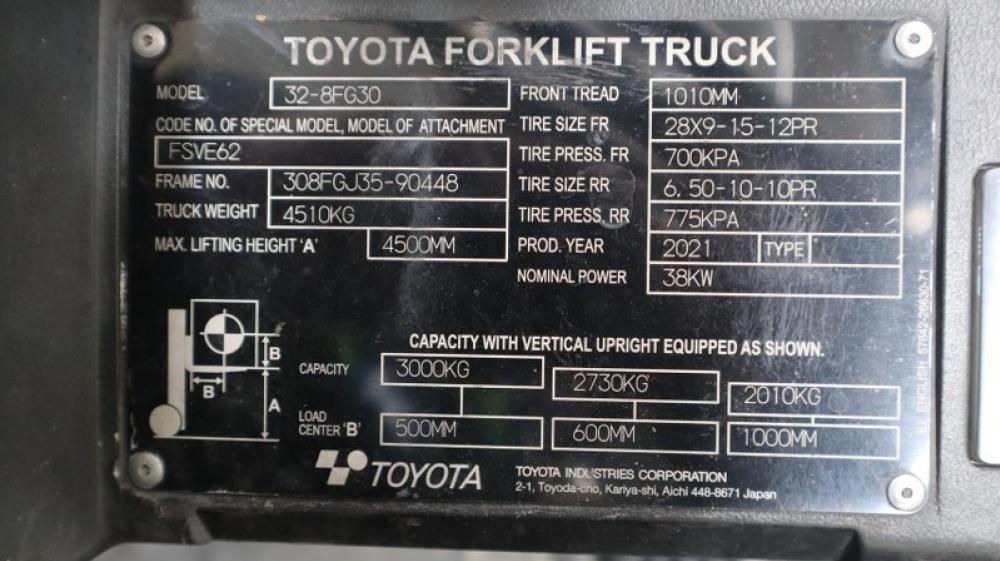 TOYOTA FORKLIFT TRUCK
MODEL 32-8FG30
CODE NO. OF SPECIAL MODEL, MODEL OF ATTACHMENT
FSVE62
FRAME NO. 308FGJ35-90448
TRUCK WEIGHT 4510KG
MAX. LIFTING HEIGHT 'A' 4500MM
FRONT TREAD 1010MM
TIRE SIZE FR 28X9-15-12PR
TIRE PRESS. FR 700KPA
TIRE SIZE RR 6.50-10-10PR
TIRE PRESS, RR 775KPA
PROD. YEAR 2021 TYPE
NOMINAL POWER 38KW
B
B
A
CAPACITY WITH VERTICAL UPRIGHT EQUIPPED AS SHOWN.
CAPACITY 3000KG 2730KG 2010KG
LOAD
CENTER 'B' 500MM 600MM 1000MM
TOYOTA
TOYOTA INDUSTRIES CORPORATION
2-1, Toyoda-cho, Kariya-shi, Aichi 448-8671 Japan
ENGLISH